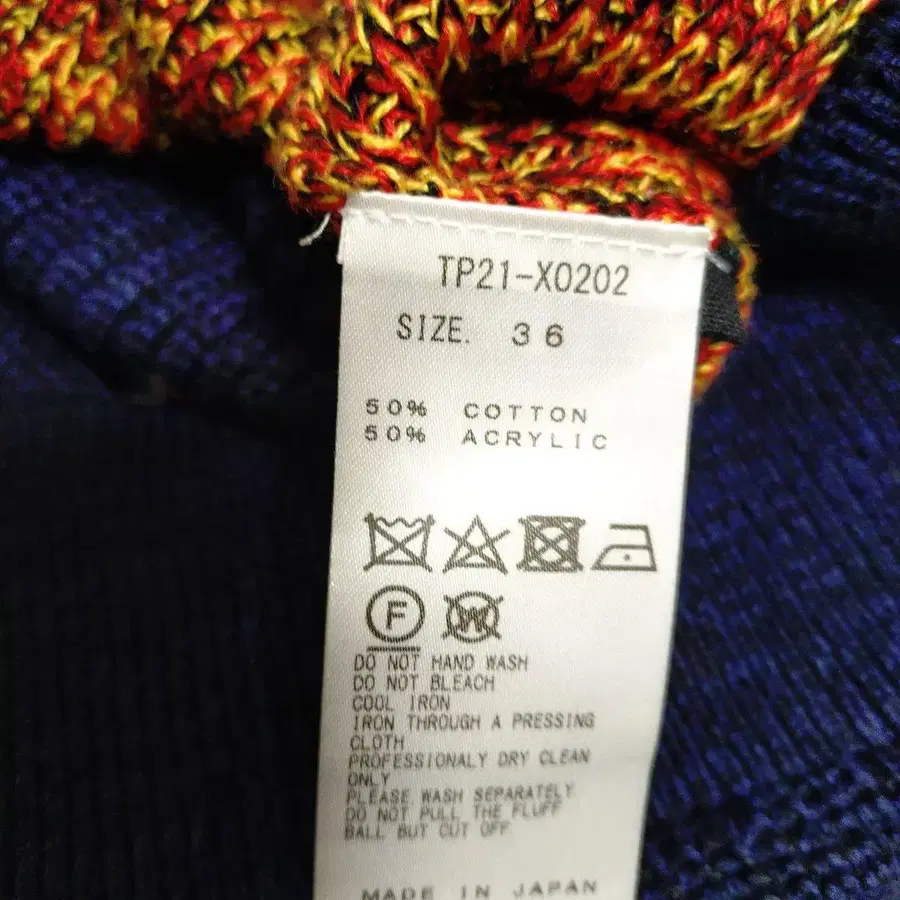 TP21-X0202
SIZE. 36
50% COTTON
50% ACRYLIC
F W
DO NOT HAND WASH
DO NOT BLEACH
COOL IRON
IRON THROUGH A PRESSING
CLOTH
PROFESSIONALY DRY CLEAN
ONLY
PLEASE WASH SEPARATELY
DO NOT PULL THE FLUFF
BALL BUT CUT OFF
MADE IN JAPAN